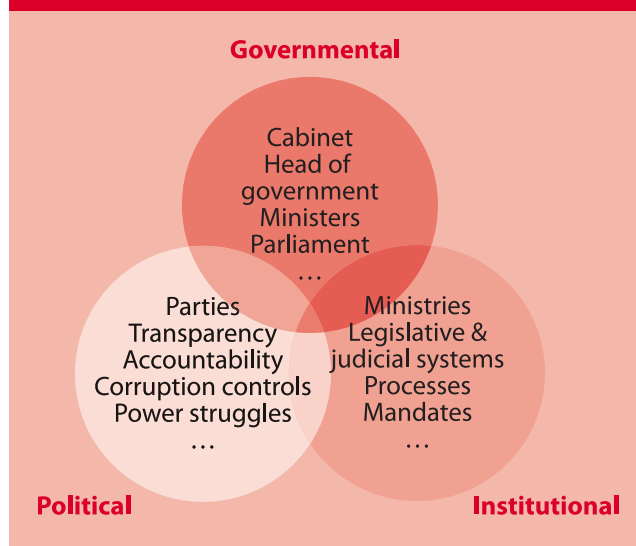 Governmental
Cabinet
Head of
government
Ministers
Parliament
…
Parties
Transparency
Accountability
Corruption controls
Power struggles
…
Ministries
Legislative &
judicial systems
Processes
Mandates
…
Political
Institutional